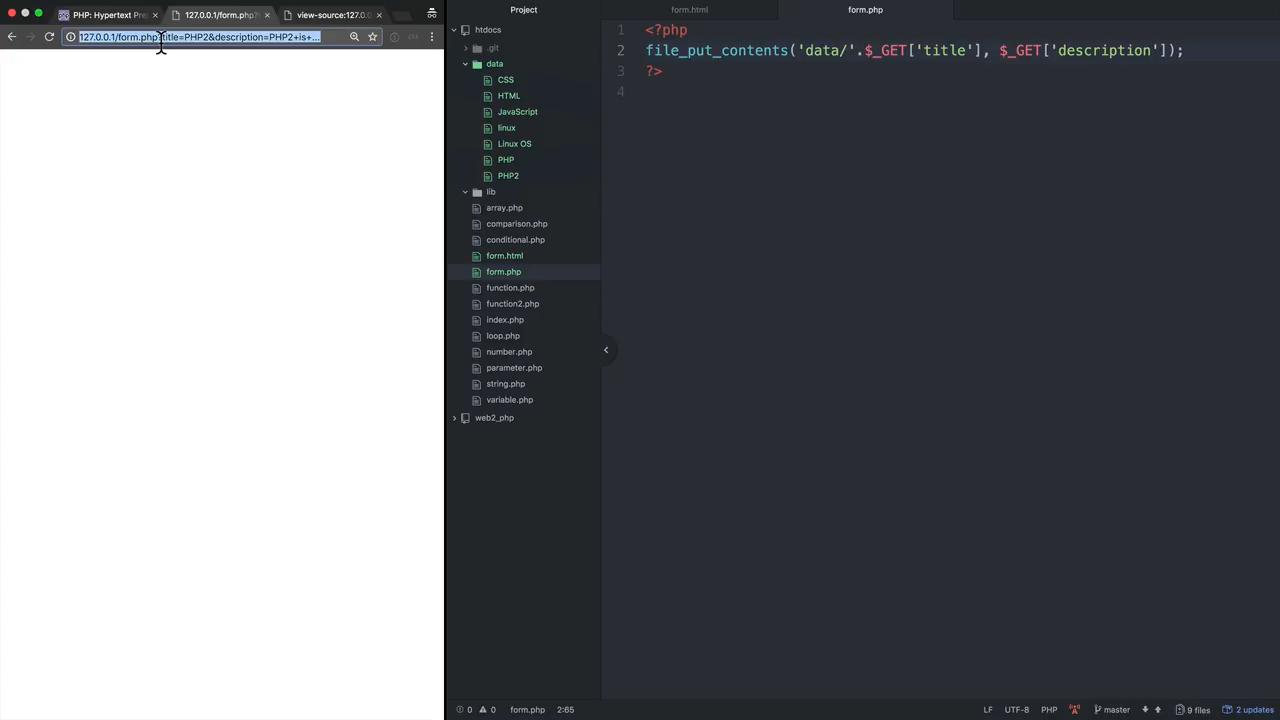 PHP: Hypertext Pre
127.0.0.1/form.php?
view-source:127.0.0
127.0.0.1/form.php?title=PHP2&description=PHP2+is+...
Project
htdocs
.git
data
CSS
HTML
JavaScript
linux
Linux OS
PHP
PHP2
lib
array.php
comparison.php
conditional.php
form.html
form.php
function.php
function2.php
index.php
loop.php
number.php
parameter.php
string.php
variable.php
web2_php
form.html
form.php
1 <?php
2 file_put_contents('data/'.$_GET['title'], $_GET['description']);
3 ?>
4
0 0 form.php 2:65
LF UTF-8 PHP master 9 files 2 updates